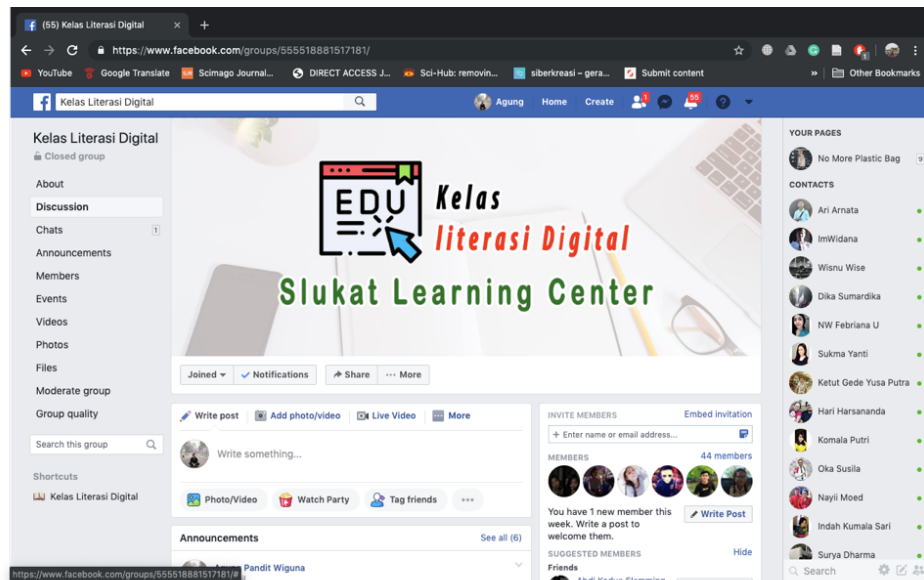 (55) Kelas Literasi Digital
https://www.facebook.com/groups/555518881517181/
YouTube
Google Translate
Scimago Journal...
DIRECT ACCESS J...
Sci-Hub: removin...
siberkreasi – gera...
Submit content
»
Other Bookmarks
Kelas Literasi Digital
Agung
Home
Create
1
55
Kelas Literasi Digital
Closed group
About
Discussion
Chats
1
Announcements
Members
Events
Videos
Photos
Files
Moderate group
Group quality
Search this group
Shortcuts
Kelas Literasi Digital
EDU
Kelas
literasi Digital
Slukat Learning Center
Joined
Notifications
Share
More
Write post
Add photo/video
Live Video
More
Write something...
Photo/Video
Watch Party
Tag friends
Announcements
See all (6)
Pandit Wiguna
INVITE MEMBERS
Embed invitation
+ Enter name or email address...
MEMBERS
44 members
You have 1 new member this
week. Write a post to
welcome them.
Write Post
SUGGESTED MEMBERS
Hide
Friends
YOUR PAGES
No More Plastic Bag
9
CONTACTS
Ari Arnata
ImWidana
Wisnu Wise
Dika Sumardika
NW Febriana U
Sukma Yanti
Ketut Gede Yusa Putra
Hari Harsananda
Komala Putri
Oka Susila
Nayii Moed
Indah Kumala Sari
Surya Dharma
Search
https://www.facebook.com/groups/555518881517181/#